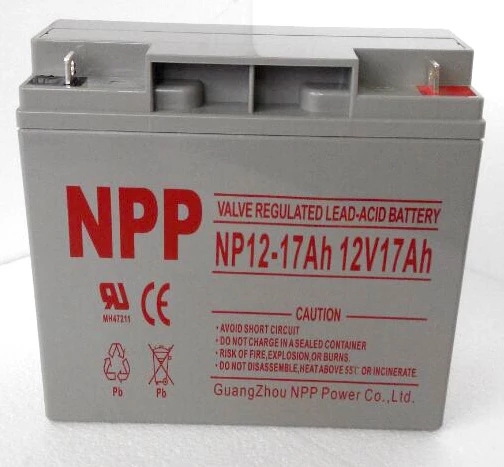 NPP
VALVE REGULATED LEAD-ACID BATTERY
NP12-17Ah 12V17Ah
MH47211
CE
CAUTION
• AVOID SHORT CIRCUIT
• DO NOT CHARGE IN A SEALED CONTAINER
• RISK OF FIRE,EXPLOSION,OR BURNS.
• DO NOT DISASSEMBLE,HEAT ABOVE 55℃ OR INCINERATE.
Pb
Pb
GuangZhou NPP Power Co.,Ltd.